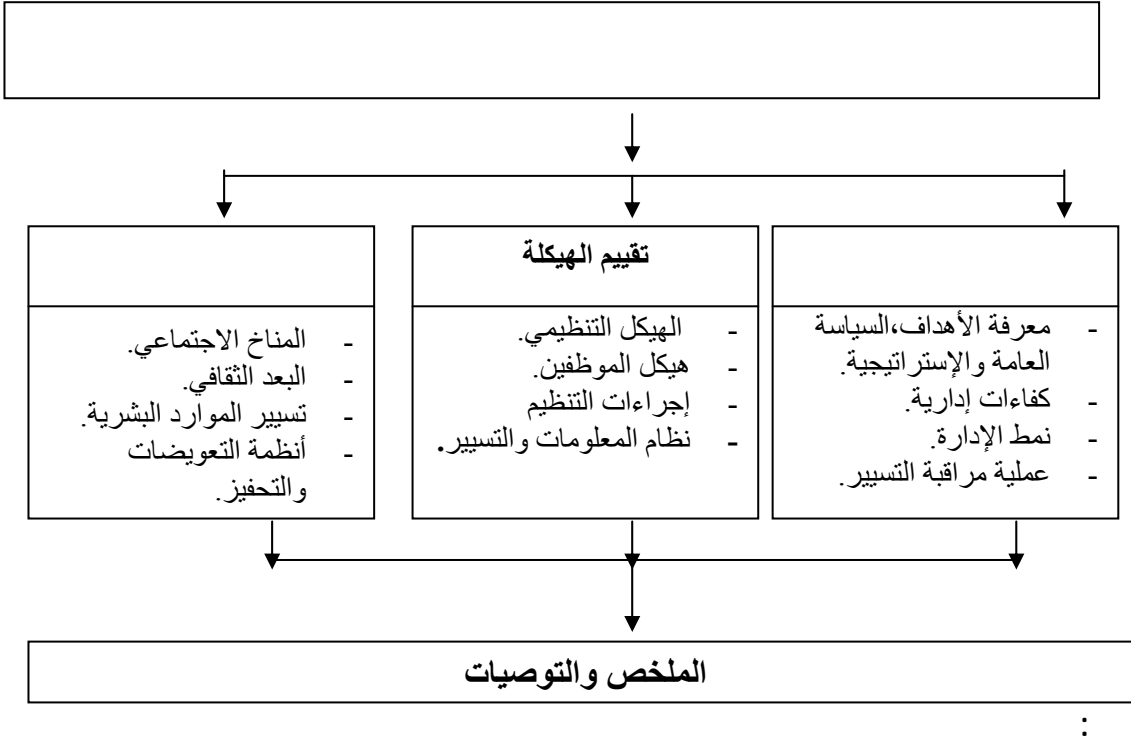 تقييم الهيكلة
- معرفة الأهداف،السياسة
العامة والإستراتيجية.
- كفاءات إدارية.
- نمط الإدارة.
- عملية مراقبة التسيير.
- الهيكل التنظيمي.
- هيكل الموظفين.
- إجراءات التنظيم
- نظام المعلومات والتسيير.
- المناخ الاجتماعي.
- البعد الثقافي.
- تسيير الموارد البشرية.
- أنظمة التعويضات
والتحفيز.
الملخص والتوصيات
: